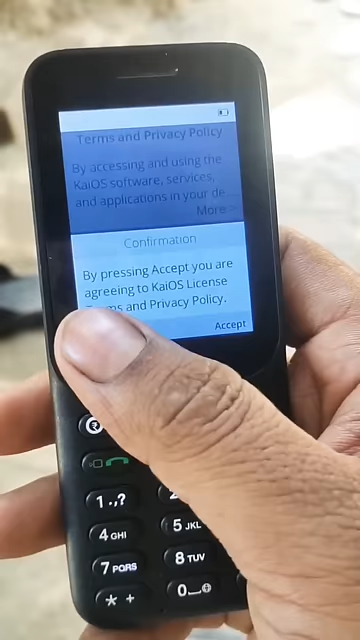 Terms and Privacy Policy
By accessing and using the
KaiOS software, services,
and applications in your de...
More >
Confirmation
By pressing Accept you are
agreeing to KaiOS License
and Privacy Policy.
Accept
₹
1 .,?
4 GHI
5 JKL
7 PQRS
8 TUV
* +
0